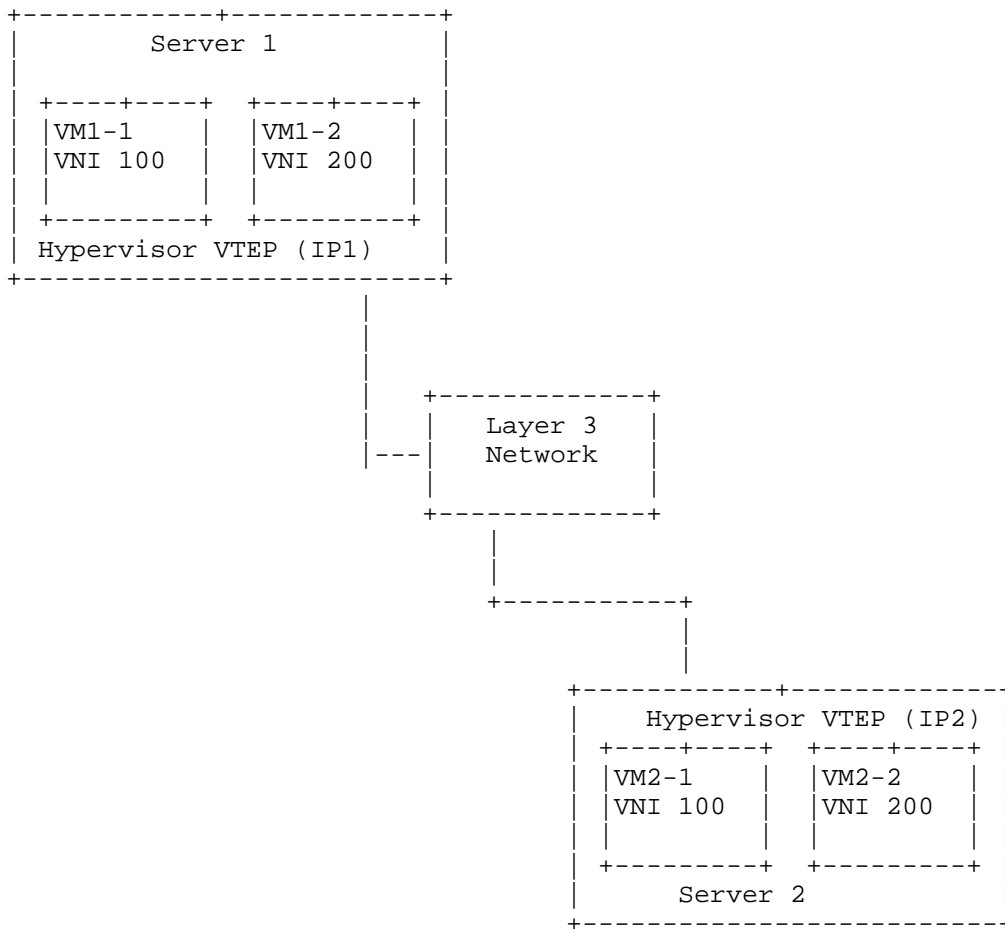 Server 1
VM1-1 VM1-2
VNI 100 VNI 200
Hypervisor VTEP (IP1)
Layer 3
Network
Hypervisor VTEP (IP2)
VM2-1 VM2-2
VNI 100 VNI 200
Server 2